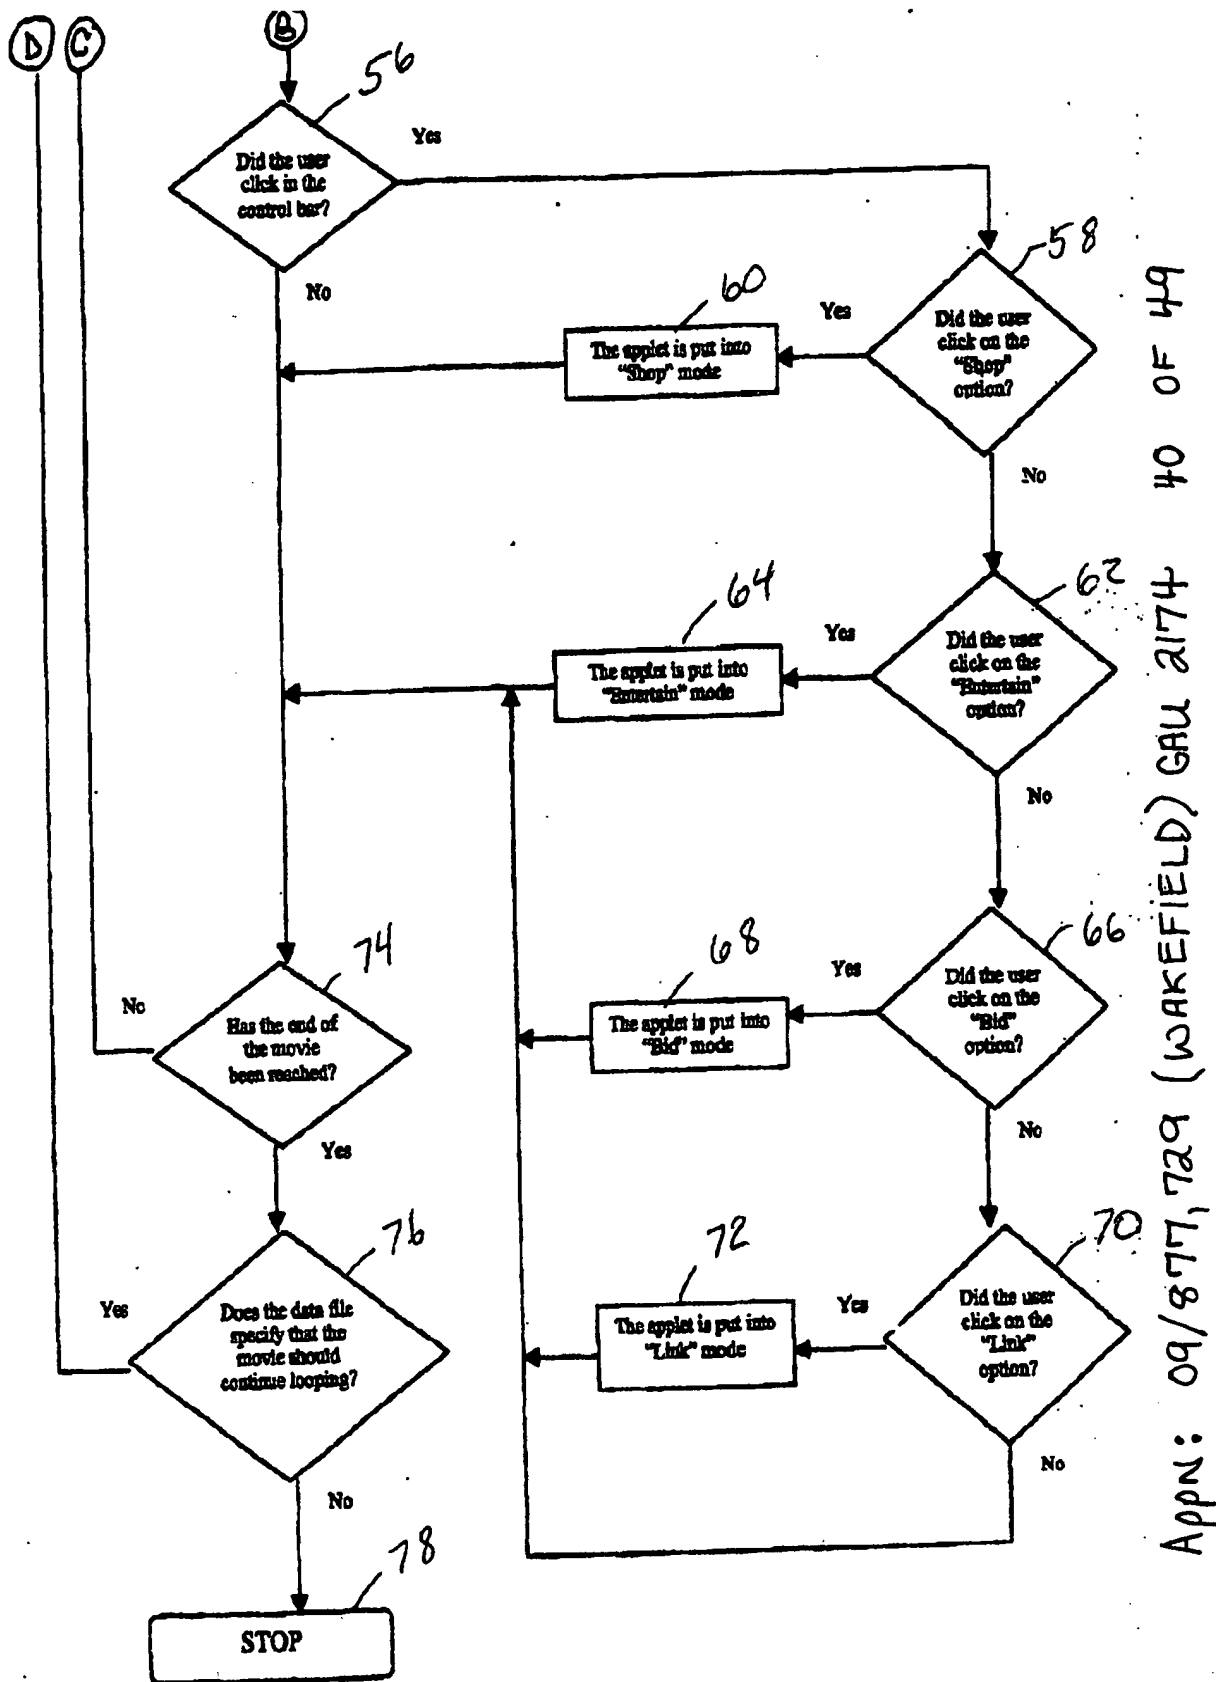 D
C
B
56
Did the user
click in the
control bar?
Yes
No
58
Did the user
click on the
"Shop"
option?
Yes
No
60
The applet is put into
"Shop" mode
62
Did the user
click on the
"Entertain"
option?
Yes
No
64
The applet is put into
"Entertain" mode
66
Did the user
click on the
"Bid"
option?
Yes
No
68
The applet is put into
"Bid" mode
70
Did the user
click on the
"Link"
option?
Yes
No
72
The applet is put into
"Link" mode
74
Has the end of
the movie
been reached?
No
Yes
76
Does the data file
specify that the
movie should
continue looping?
Yes
No
78
STOP
APPN: 09/877,729 (WAKEFIELD) GAU 2174 40 OF 49